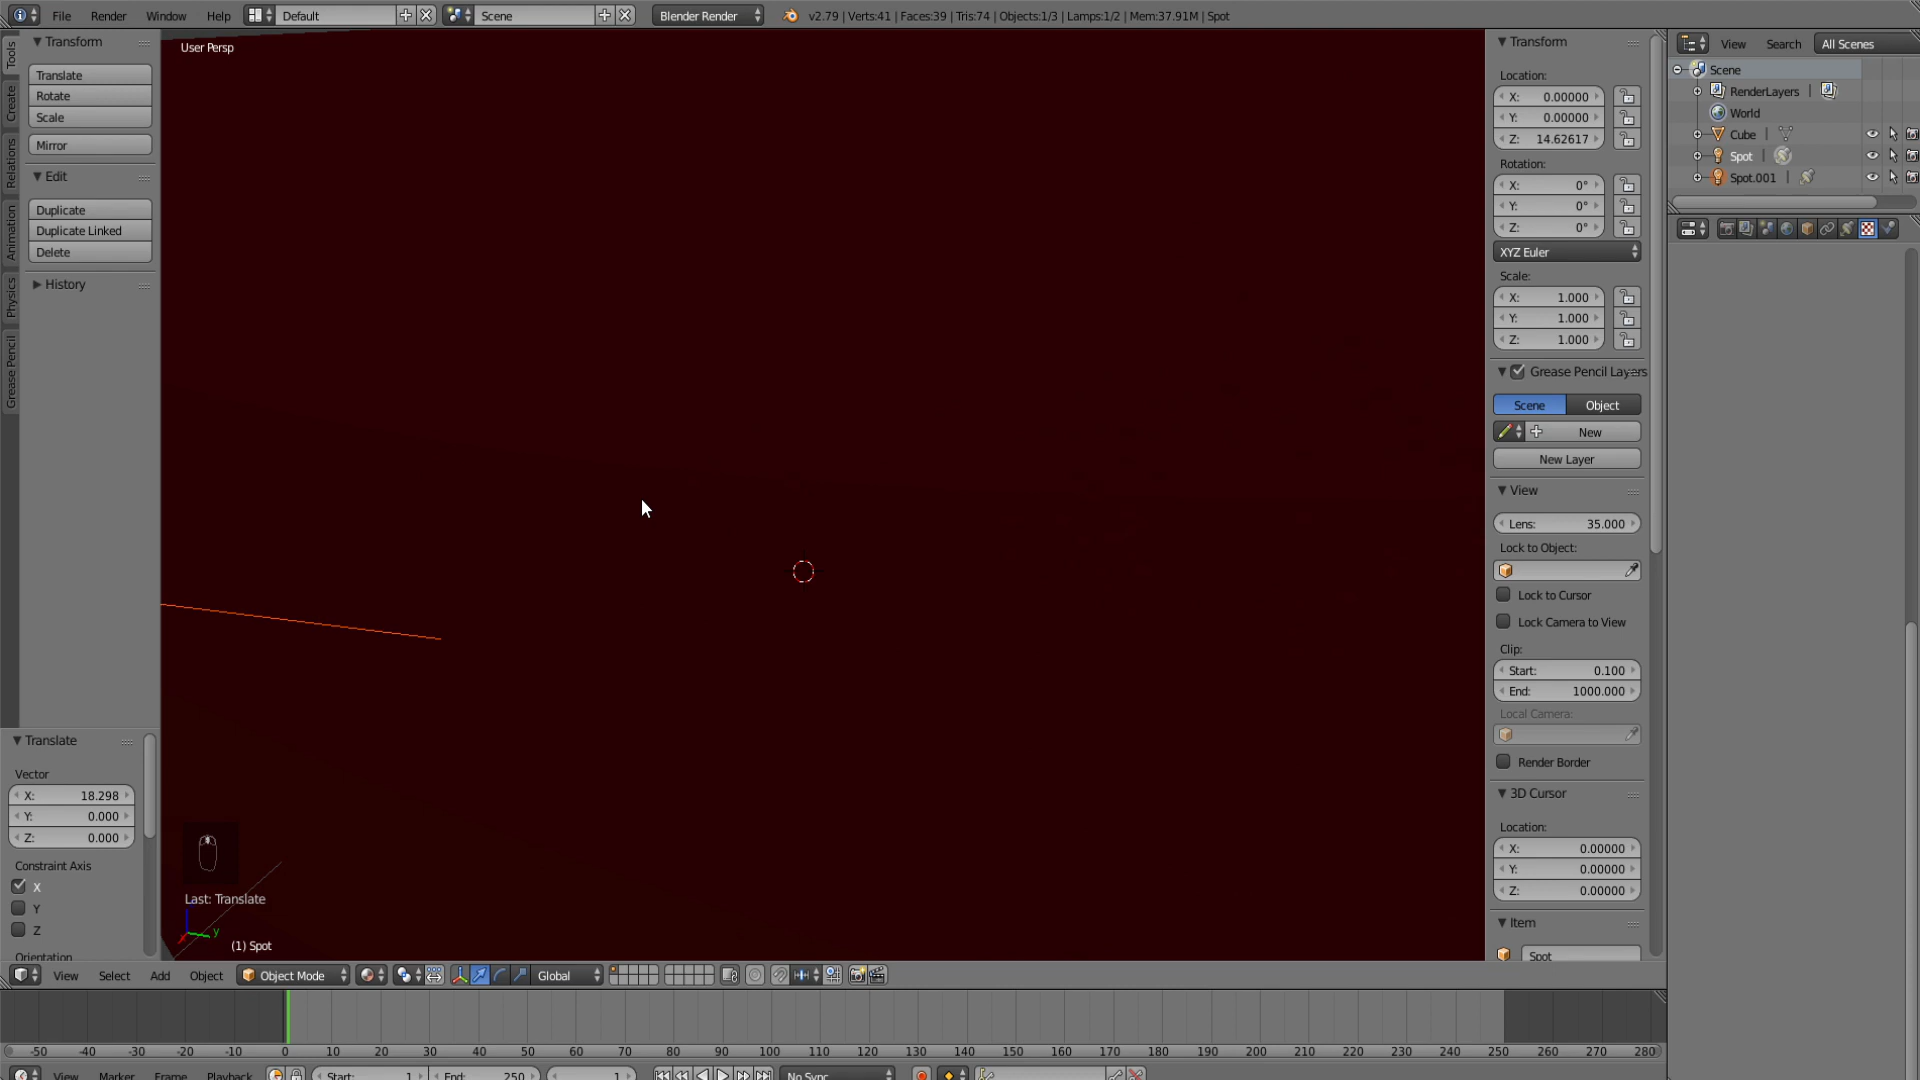 File Render Window Help Default Scene Blender Render v2.79 | Verts:41 | Faces:39 | Tris:74 | Objects:1/3 | Lamps:1/2 | Mem:37.91M | Spot
Tools
Create
Relations
Animation
Physics
Grease Pencil
Transform
Translate
Rotate
Scale
Mirror
Edit
Duplicate
Duplicate Linked
Delete
History
Translate
Vector
X: 18.298
Y: 0.000
Z: 0.000
Constraint Axis
X
Y
Z
Orientation
User Persp
Last: Translate
y
(1) Spot
Transform
Location:
X: 0.00000
Y: 0.00000
Z: 14.62617
Rotation:
X: 0°
Y: 0°
Z: 0°
XYZ Euler
Scale:
X: 1.000
Y: 1.000
Z: 1.000
Grease Pencil Layers
Scene Object
New
New Layer
View
Lens: 35.000
Lock to Object:
Lock to Cursor
Lock Camera to View
Clip:
Start: 0.100
End: 1000.000
Local Camera:
Render Border
3D Cursor
Location:
X: 0.00000
Y: 0.00000
Z: 0.00000
Item
Spot
View Search All Scenes
Scene
RenderLayers
World
Cube
Spot
Spot.001
View Select Add Object Object Mode Global
-50 -40 -30 -20 -10 0 10 20 30 40 50 60 70 80 90 100 110 120 130 140 150 160 170 180 190 200 210 220 230 240 250 260 270 280
View Marker Frame Playback Start: 1 End: 250 1 No Sync